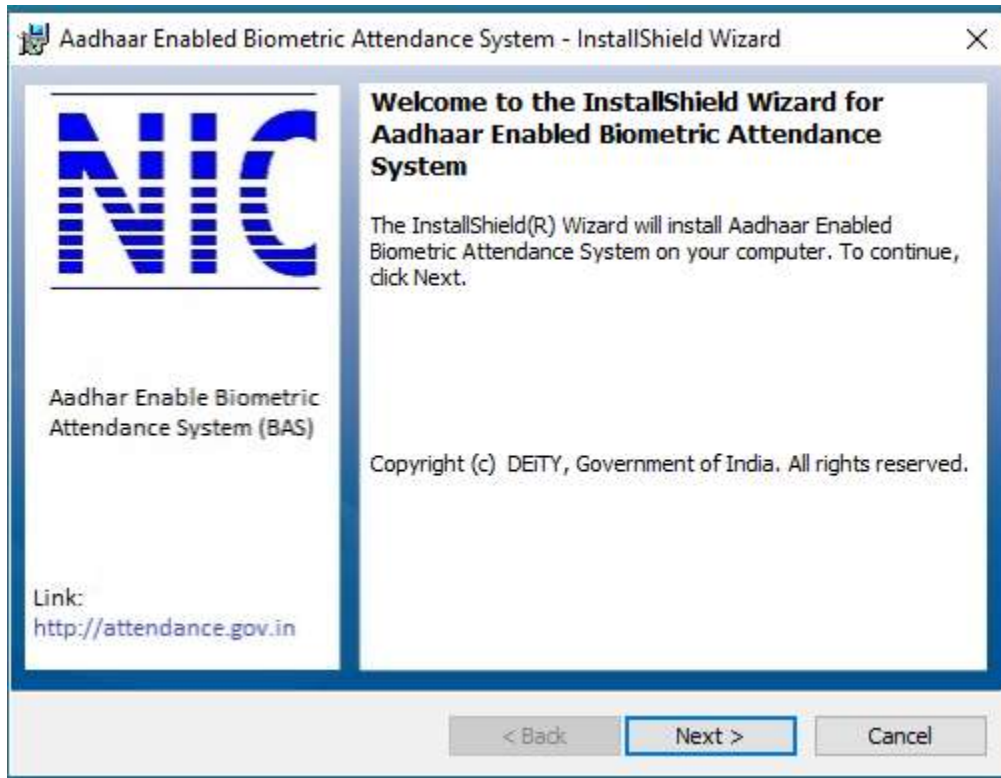 Aadhaar Enabled Biometric Attendance System - InstallShield Wizard
NIC
Aadhar Enable Biometric
Attendance System (BAS)
Link:
http://attendance.gov.in
Welcome to the InstallShield Wizard for
Aadhaar Enabled Biometric Attendance
System
The InstallShield(R) Wizard will install Aadhaar Enabled
Biometric Attendance System on your computer. To continue,
click Next.
Copyright (c) DEiTY, Government of India. All rights reserved.
< Back
Next >
Cancel